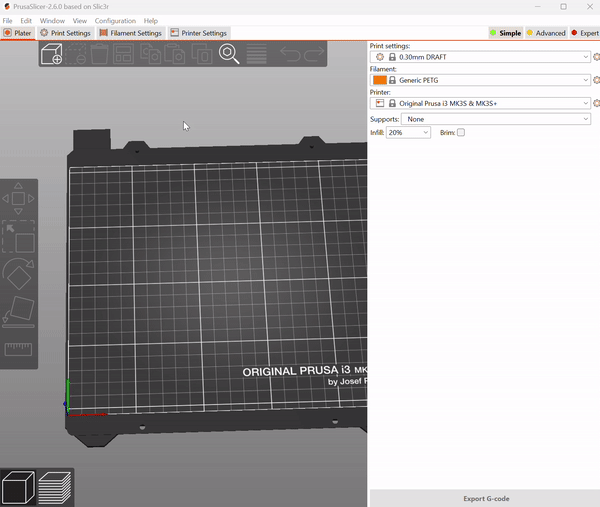 PrusaSlicer-2.6.0 based on Slic3r
File Edit Window View Configuration Help
Plater Print Settings Filament Settings Printer Settings Simple Advanced Expert
Print settings:
0.30mm DRAFT
Filament:
Generic PETG
Printer:
Original Prusa i3 MK3S & MK3S+
Supports: None
Infill: 20% Brim:
ORIGINAL PRUSA i3 MK
by Josef P
Export G-code